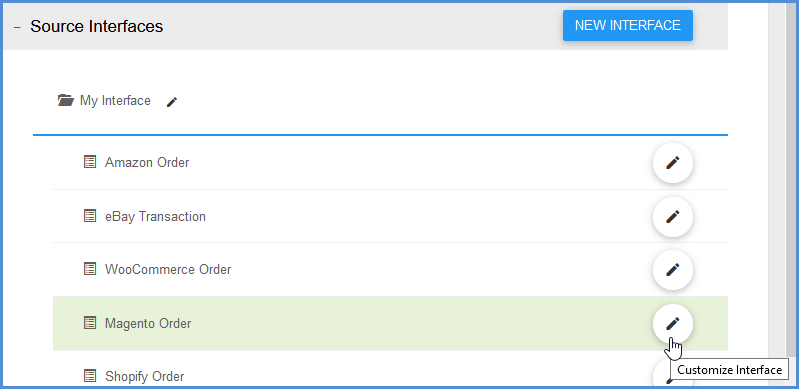 Source Interfaces
NEW INTERFACE
My Interface
Amazon Order
eBay Transaction
WooCommerce Order
Magento Order
Customize Interface
Shopify Order